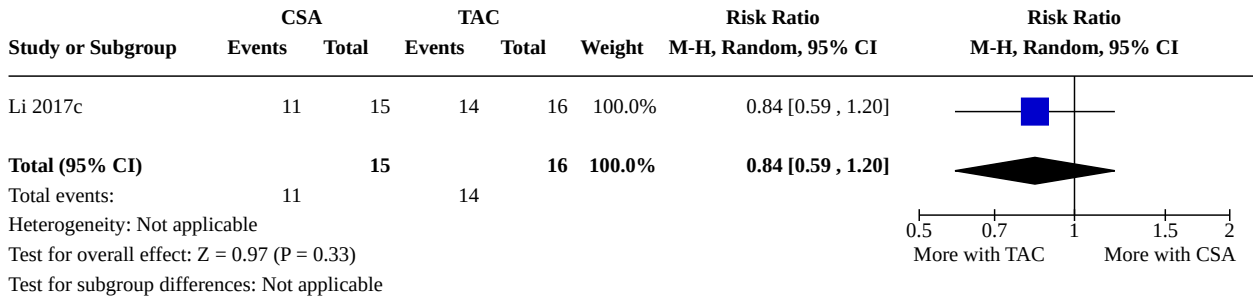 CSA TAC Risk Ratio Risk Ratio
Study or Subgroup Events Total Events Total Weight M-H, Random, 95% CI M-H, Random, 95% CI
Li 2017c 11 15 14 16 100.0% 0.84 [0.59 , 1.20]
Total (95% CI) 15 16 100.0% 0.84 [0.59 , 1.20]
Total events: 11 14
Heterogeneity: Not applicable
Test for overall effect: Z = 0.97 (P = 0.33)
Test for subgroup differences: Not applicable
0.5 0.7 1 1.5 2
More with TAC More with CSA